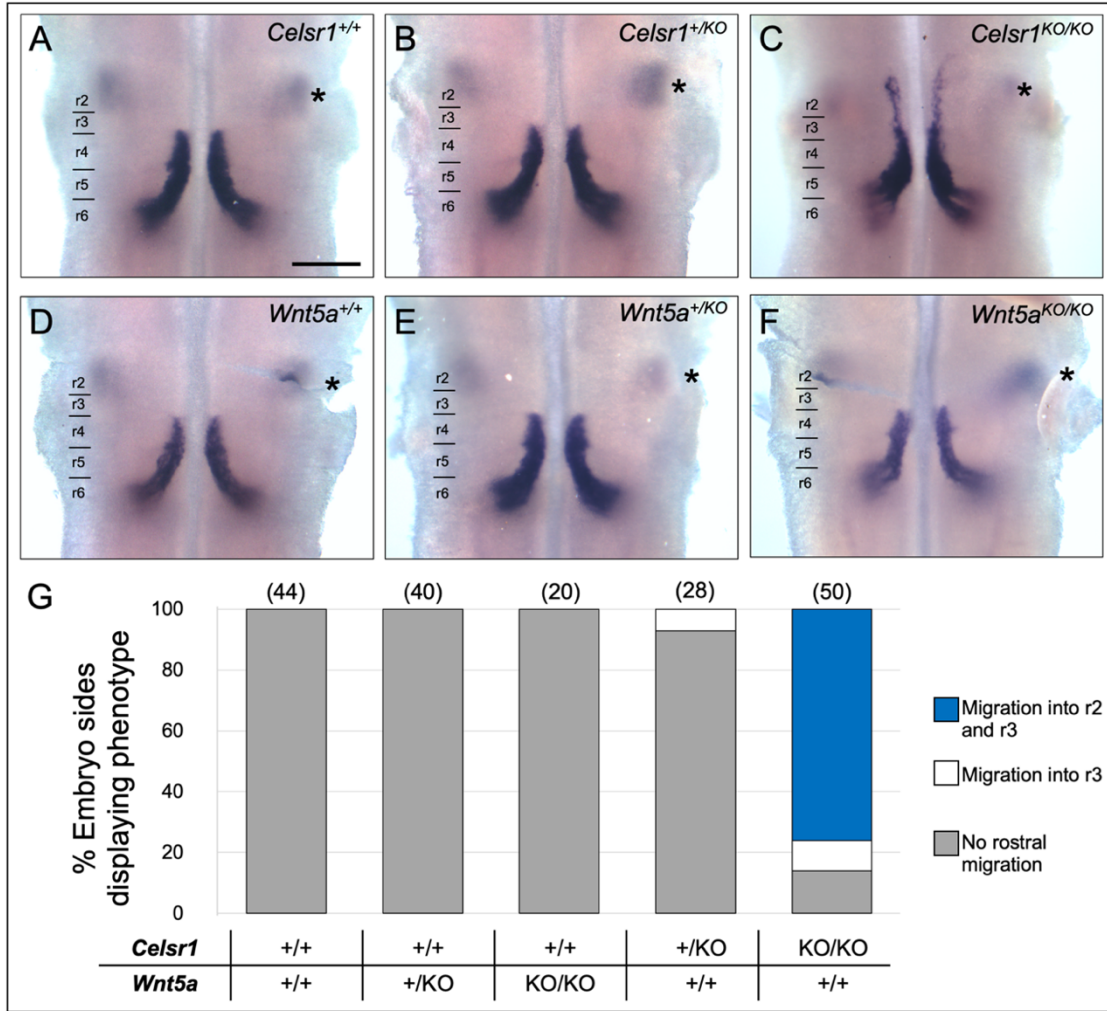 A
Celsr1+/+
*
r2
r3
r4
r5
r6
B
Celsr1+/KO
*
r2
r3
r4
r5
r6
C
Celsr1KO/KO
*
r2
r3
r4
r5
r6
D
Wnt5a+/+
*
r2
r3
r4
r5
r6
E
Wnt5a+/KO
*
r2
r3
r4
r5
r6
F
Wnt5aKO/KO
*
r2
r3
r4
r5
r6
G
% Embryo sides
displaying phenotype
(44) (40) (20) (28) (50)
100
80
60
40
20
0
Migration into r2
and r3
Migration into r3
No rostral
migration
Celsr1 +/+ +/+ +/+ +/KO KO/KO
Wnt5a +/+ +/KO KO/KO +/+ +/+